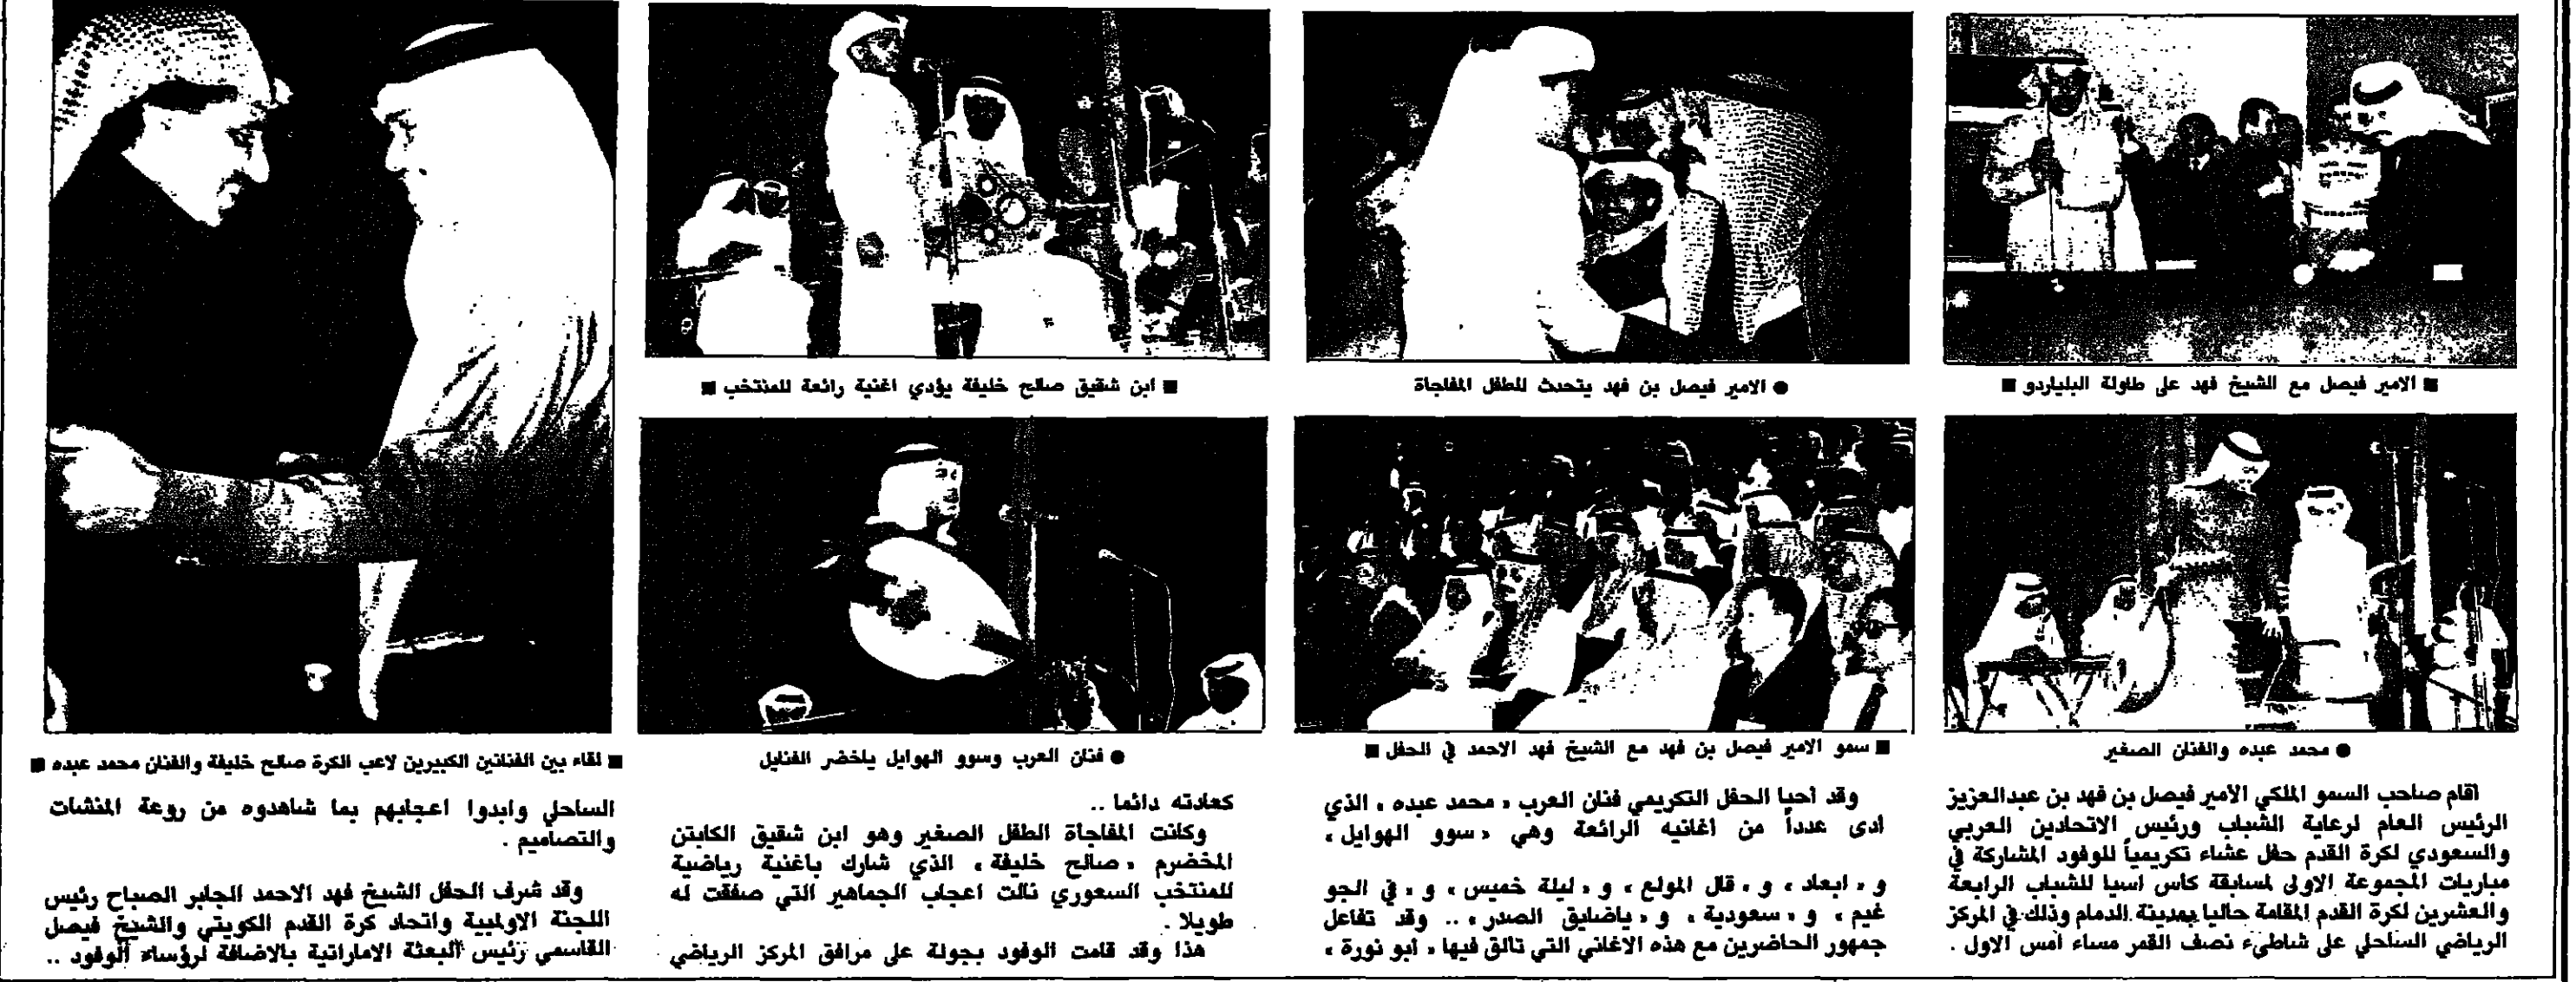 ■ الامير فيصل مع الشيخ فهد على طاولة البلياردو ■
● الامير فيصل بن فهد يتحدث للطفل المفاجاة
■ ابن شقيق صالح خليفة يؤدي اغنية رائعة للمنتخب ■
● محمد عبده والفنان الصغير
■ سمو الامير فيصل بن فهد مع الشيخ فهد الاحمد في الحفل ■
● فنان العرب وسوو الهوايل ياخضر الفنايل
■ لقاء بين الفنانين الكبيرين لاعب الكرة صالح خليفة والفنان محمد عبده ■
اقام صاحب السمو الملكي الأمير فيصل بن فهد بن عبدالعزيز
الرئيس العام لرعاية الشباب ورئيس الاتحادين العربي
والسعودي لكرة القدم حفل عشاء تكريمياً للوفود المشاركة في
مباريات المجموعة الاولى لمسابقة كاس اسيا للشباب الرابعة
والعشرين لكرة القدم المقامة حاليا بمدينة الدمام وذلك في المركز
الرياضي الساحلي على شاطىء نصف القمر مساء امس الاول .
وقد أحيا الحفل التكريمي فنان العرب « محمد عبده » الذي
أدى عدداً من اغانيه الرائعة وهي « سوو الهوايل »
و « ابعاد » و « قال المولع » و « ليلة خميس » و « في الجو
غيم » و « سعودية » و « ياضايق الصدر » .. وقد تفاعل
جمهور الحاضرين مع هذه الاغاني التي تالق فيها « ابو نورة »
كعادته دائما ..
وكانت المفاجاة الطفل الصغير وهو ابن شقيق الكابتن
المخضرم « صالح خليفة » الذي شارك باغنية رياضية
للمنتخب السعوري نالت اعجاب الجماهير التي صفقت له
طويلا .
هذا وقد قامت الوفود بجولة على مرافق المركز الرياضي
الساحلي وابدوا اعجابهم بما شاهدوه من روعة المنشات
والتصاميم .
وقد شرف الحفل الشيخ فهد الاحمد الجابر الصباح رئيس
اللجنة الاولمبية واتحاد كرة القدم الكويتي والشيخ فيصل
القاسمي رئيس البعثة الاماراتية بالاضافة لرؤساء الوفود ..